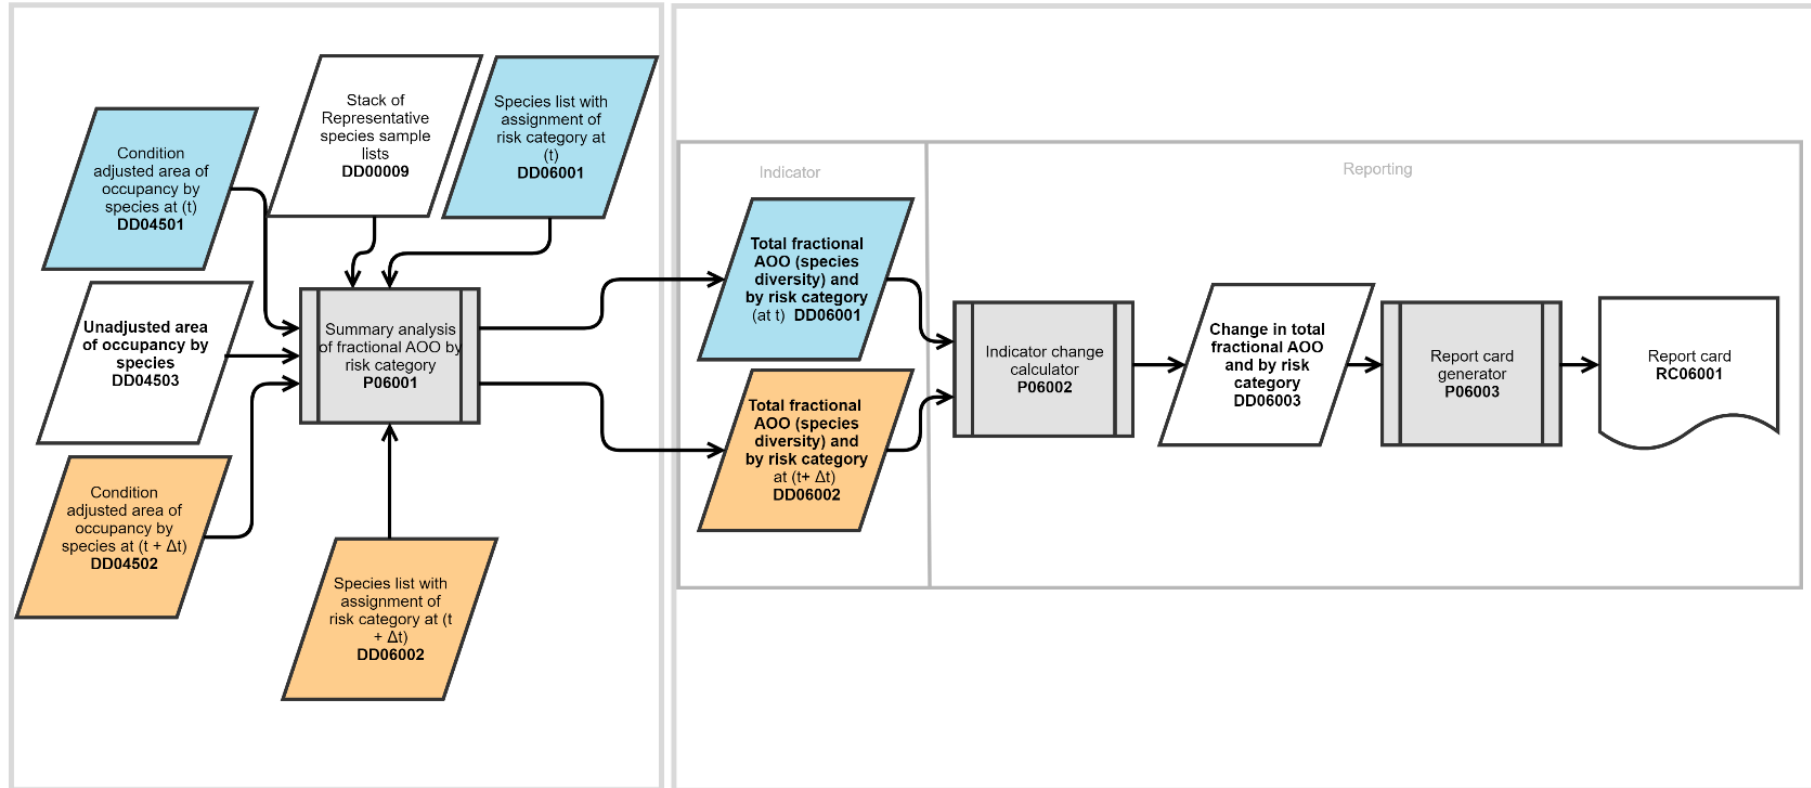 Stack of
Representative
species sample
lists
DD00009
Species list with
assignment of
risk category at
(t)
DD06001
Condition
adjusted area of
occupancy by
species at (t)
DD04501
Unadjusted area
of occupancy by
species
DD04503
Condition
adjusted area of
occupancy by
species at (t + Δt)
DD04502
Summary analysis
of fractional AOO by
risk category
P06001
Species list with
assignment of
risk category at (t
+ Δt)
DD06002
Indicator
Total fractional
AOO (species
diversity) and
by risk category
(at t) DD06001
Total fractional
AOO (species
diversity) and
by risk category
at (t+ Δt)
DD06002
Reporting
Indicator change
calculator
P06002
Change in total
fractional AOO
and by risk
category
DD06003
Report card
generator
P06003
Report card
RC06001